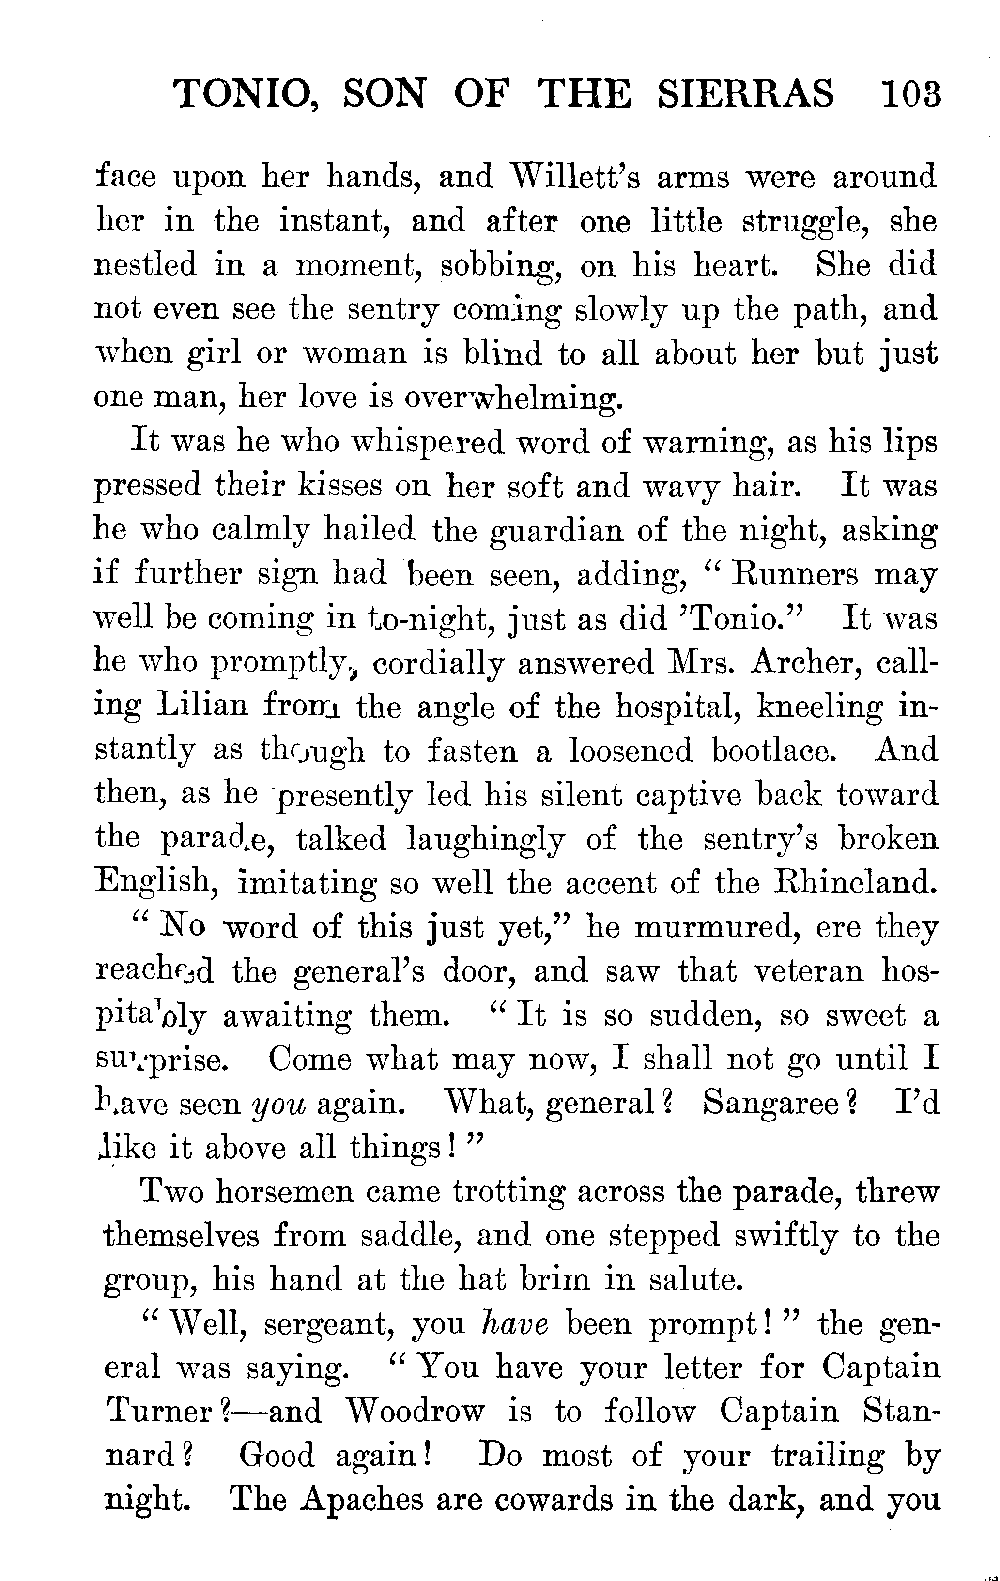 TONIO, SON OF THE SIERRAS 103
face upon her hands, and Willett's arms were around
her in the instant, and after one little struggle, she
nestled in a moment, sobbing, on his heart. She did
not even see the sentry coming slowly up the path, and
when girl or woman is blind to all about her but just
one man, her love is overwhelming.
It was he who whispered word of warning, as his lips
pressed their kisses on her soft and wavy hair. It was
he who calmly hailed the guardian of the night, asking
if further sign had been seen, adding, “ Runners may
well be coming in to-night, just as did 'Tonio.” It was
he who promptly, cordially answered Mrs. Archer, call-
ing Lilian from the angle of the hospital, kneeling in-
stantly as though to fasten a loosened bootlace. And
then, as he presently led his silent captive back toward
the parade, talked laughingly of the sentry's broken
English, imitating so well the accent of the Rhineland.
“ No word of this just yet,” he murmured, ere they
reached the general's door, and saw that veteran hos-
pitably awaiting them. “ It is so sudden, so sweet a
surprise. Come what may now, I shall not go until I
have seen you again. What, general? Sangaree? I'd
like it above all things! ”
Two horsemen came trotting across the parade, threw
themselves from saddle, and one stepped swiftly to the
group, his hand at the hat brim in salute.
“ Well, sergeant, you have been prompt! ” the gen-
eral was saying. “ You have your letter for Captain
Turner?—and Woodrow is to follow Captain Stan-
nard? Good again! Do most of your trailing by
night. The Apaches are cowards in the dark, and you